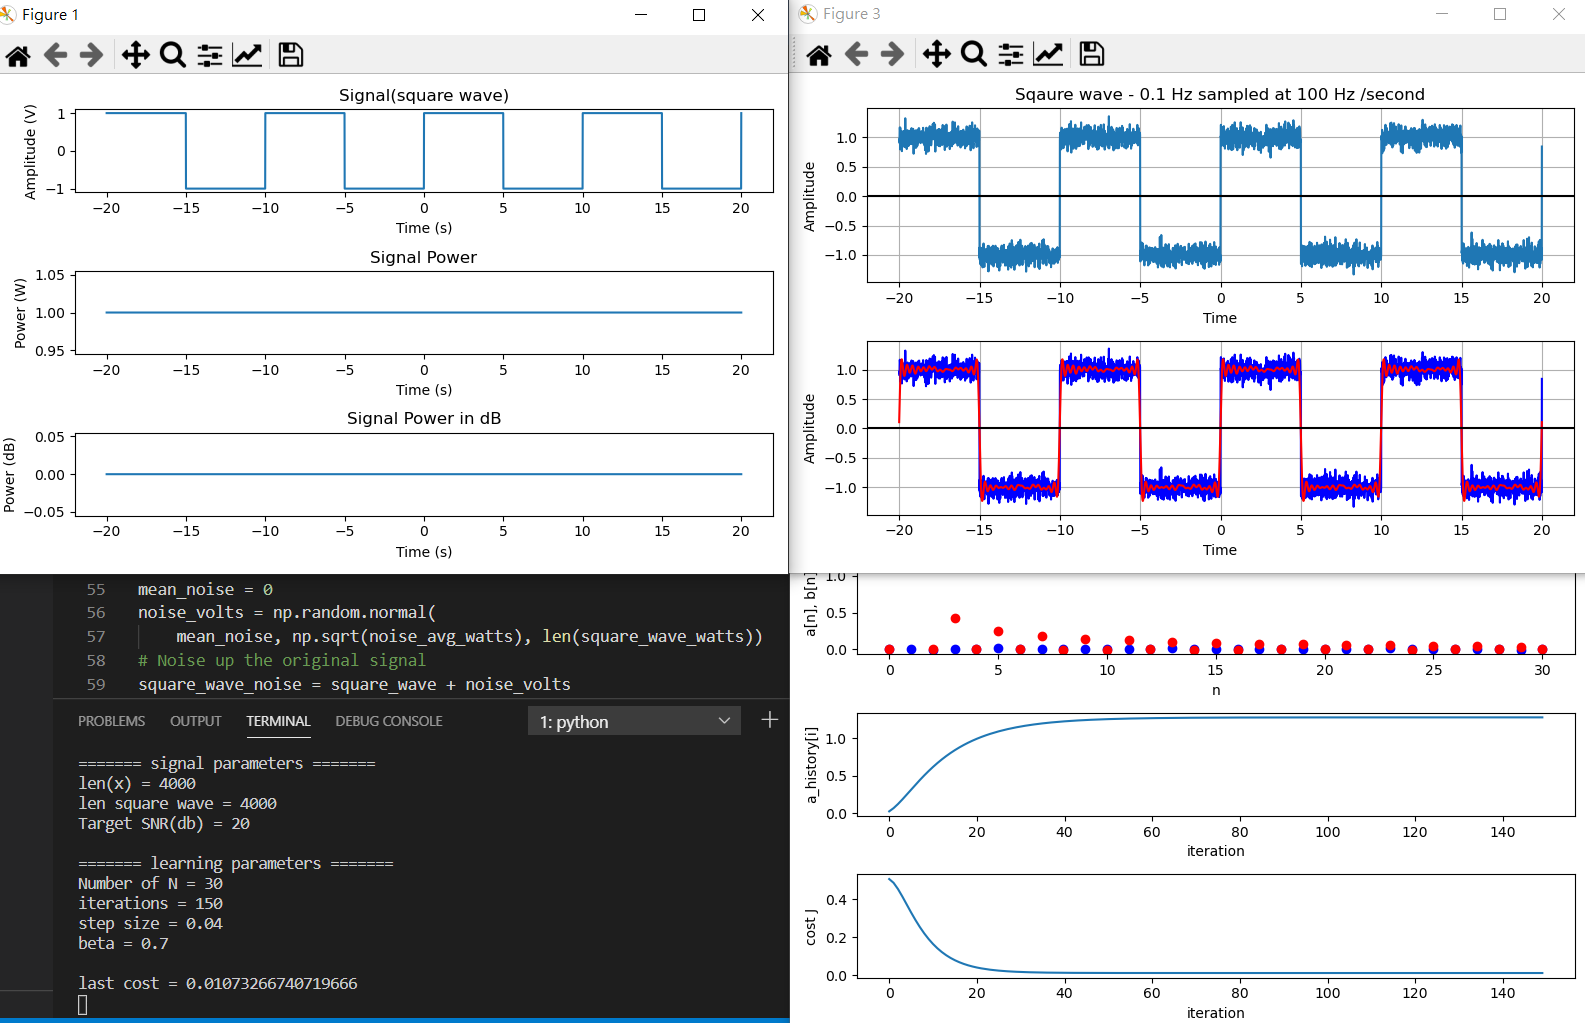 Figure 1
Signal(square wave)
Amplitude (V)
1
0
−1
−20 −15 −10 −5 0 5 10 15 20
Time (s)
Signal Power
Power (W)
1.05
1.00
0.95
−20 −15 −10 −5 0 5 10 15 20
Time (s)
Signal Power in dB
Power (dB)
0.05
0.00
−0.05
−20 −15 −10 −5 0 5 10 15 20
Time (s)
Figure 3
Sqaure wave - 0.1 Hz sampled at 100 Hz /second
Amplitude
1.0
0.5
0.0
−0.5
−1.0
−20 −15 −10 −5 0 5 10 15 20
Time
Amplitude
1.0
0.5
0.0
−0.5
−1.0
−20 −15 −10 −5 0 5 10 15 20
Time
55 mean_noise = 0
56 noise_volts = np.random.normal(
57 mean_noise, np.sqrt(noise_avg_watts), len(square_wave_watts))
58 # Noise up the original signal
59 square_wave_noise = square_wave + noise_volts
PROBLEMS OUTPUT TERMINAL DEBUG CONSOLE 1: python
======= signal parameters =======
len(x) = 4000
len square wave = 4000
Target SNR(db) = 20
======= learning parameters =======
Number of N = 30
iterations = 150
step size = 0.04
beta = 0.7
last cost = 0.01073266740719666
a[n], b[n]
1.0
0.5
0.0
0 5 10 15 20 25 30
n
a_history[i]
1.0
0.5
0.0
0 20 40 60 80 100 120 140
iteration
cost J
0.4
0.2
0.0
0 20 40 60 80 100 120 140
iteration